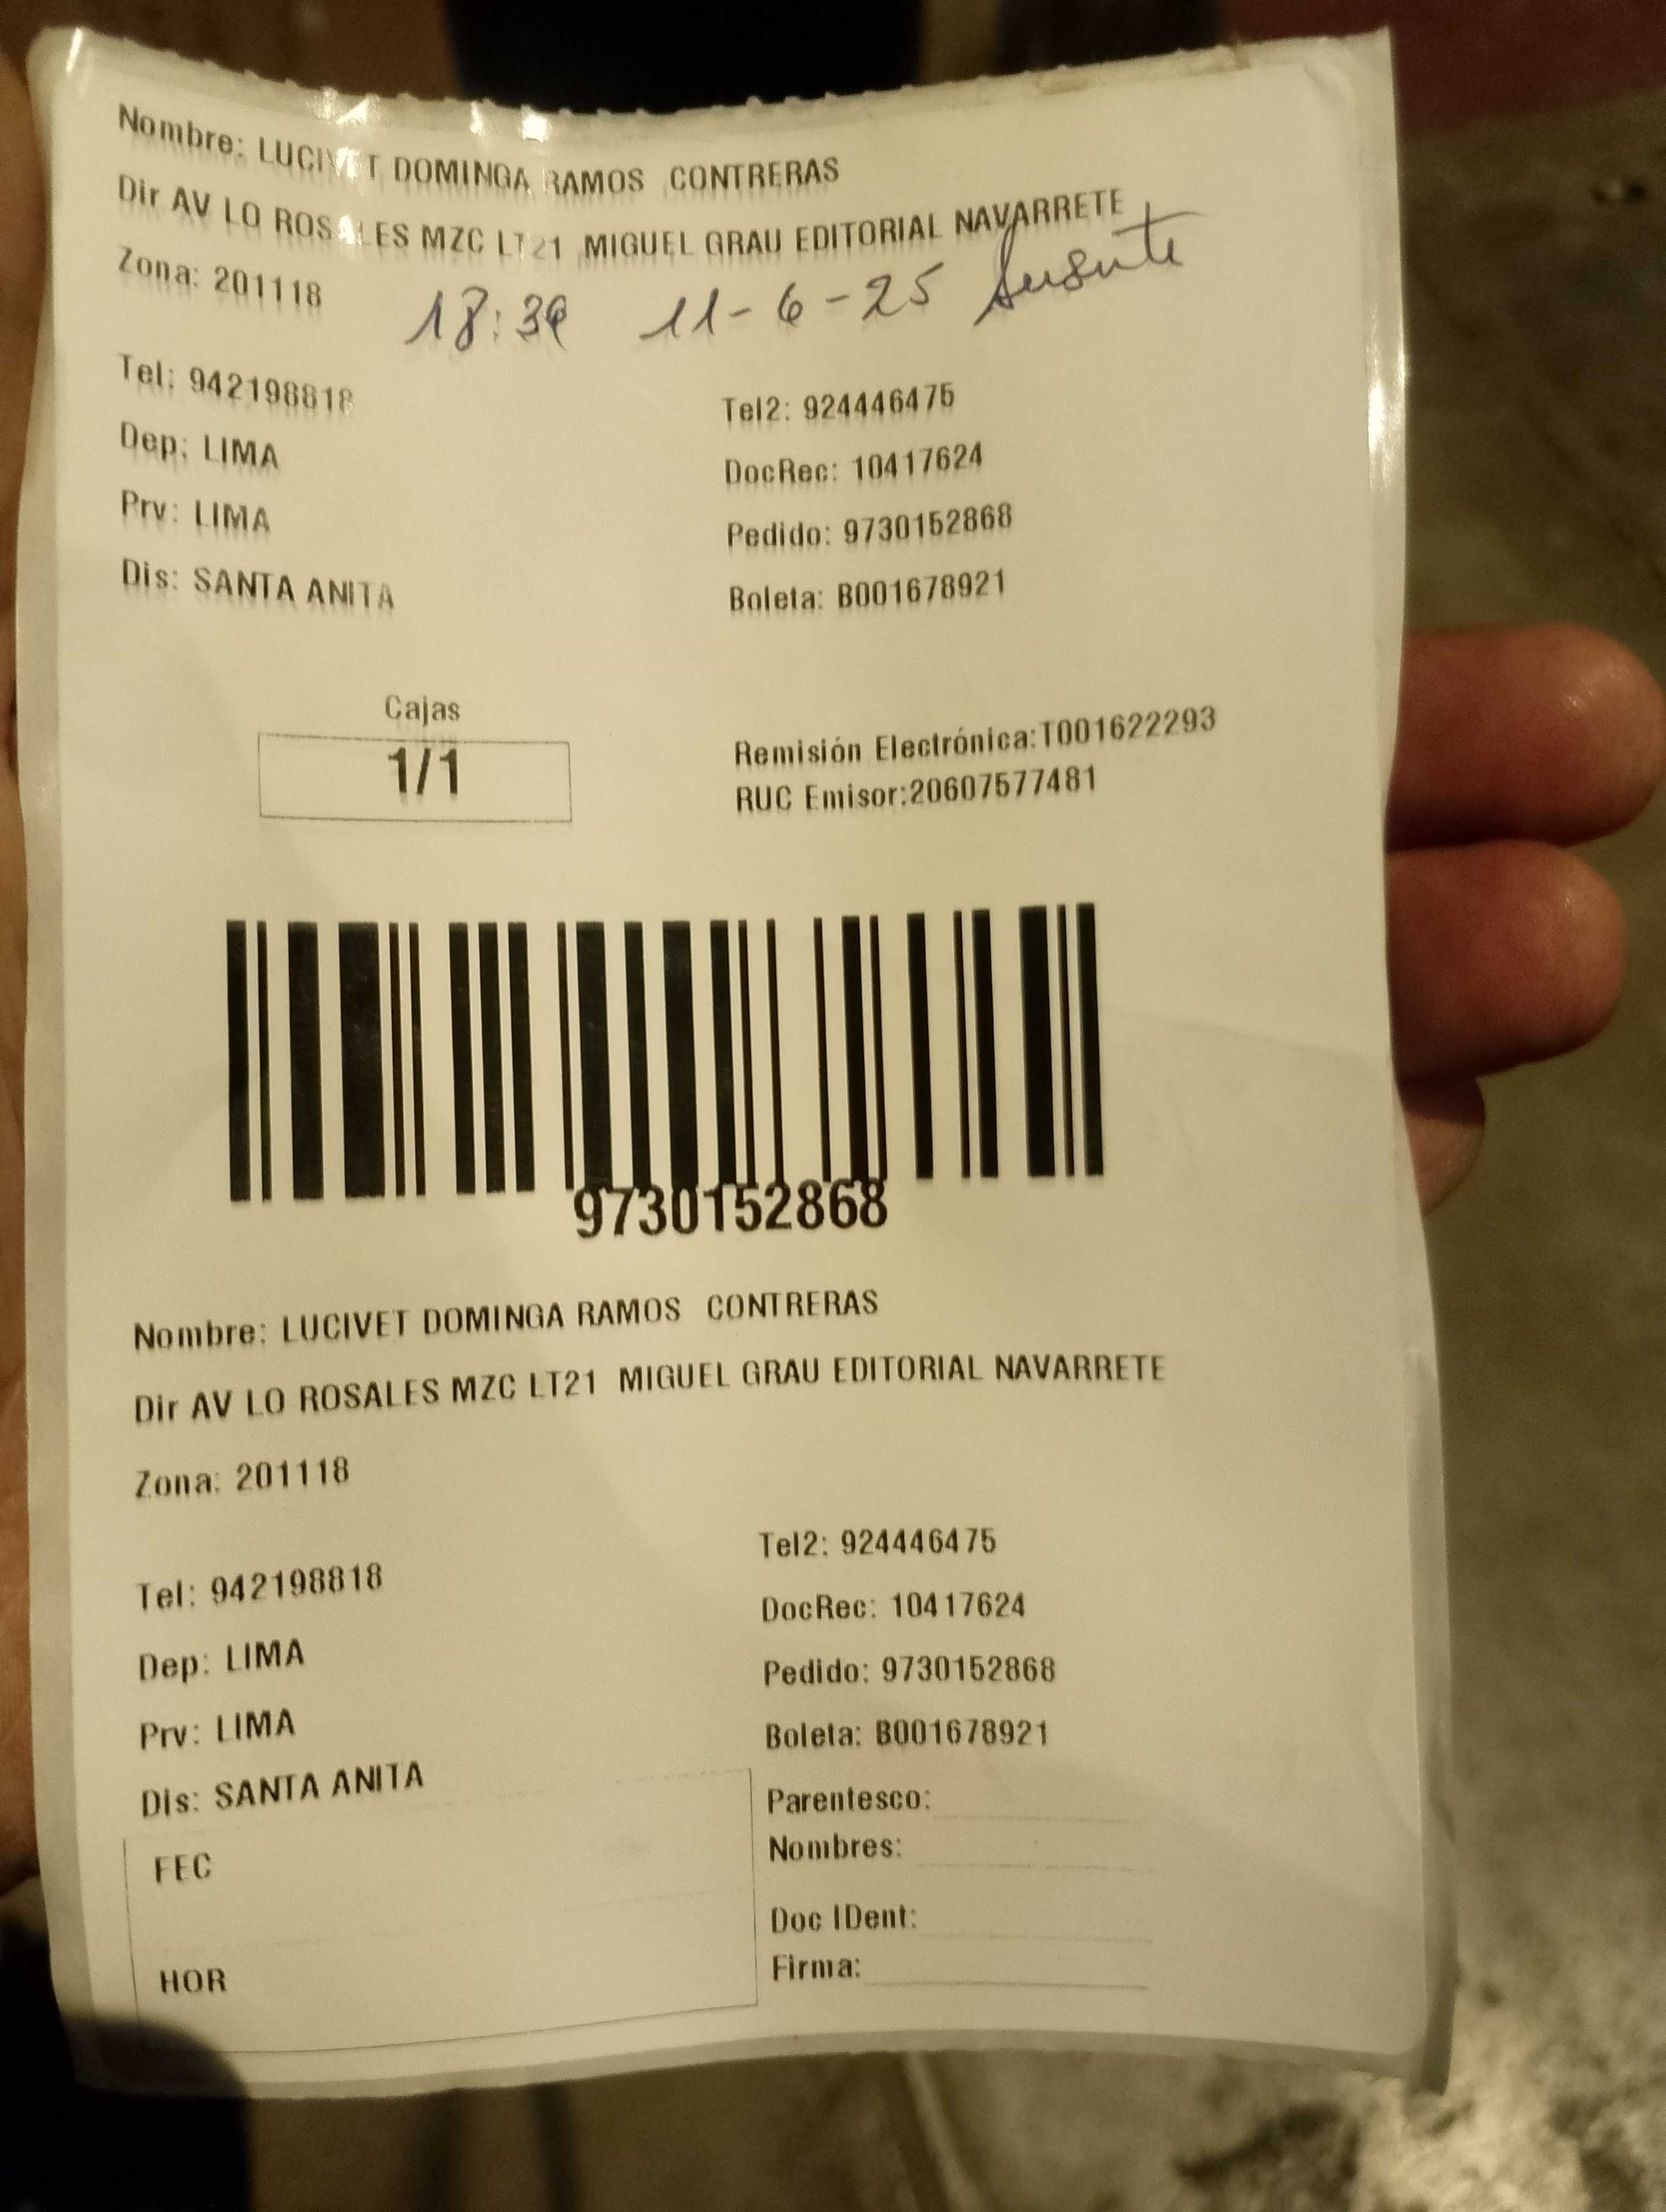 Nombre: LUCIVET DOMINGA RAMOS CONTRERAS
Dir AV LO ROSALES MZC LT21 MIGUEL GRAU EDITORIAL NAVARRETE
Zona: 201118
18:39 11-6-25 Ausente
Tel: 942198818
Tel2: 924446475
Dep: LIMA
DocRec: 10417624
Prv: LIMA
Pedido: 9730152868
Dis: SANTA ANITA
Boleta: B001678921
Cajas
1/1
Remisión Electrónica:T001622293
RUC Emisor:20607577481
9730152868
Nombre: LUCIVET DOMINGA RAMOS CONTRERAS
Dir AV LO ROSALES MZC LT21 MIGUEL GRAU EDITORIAL NAVARRETE
Zona: 201118
Tel: 942198818
Tel2: 924446475
Dep: LIMA
DocRec: 10417624
Prv: LIMA
Pedido: 9730152868
Dis: SANTA ANITA
Boleta: B001678921
FEC
HOR
Parentesco:
Nombres:
Doc IDent:
Firma: